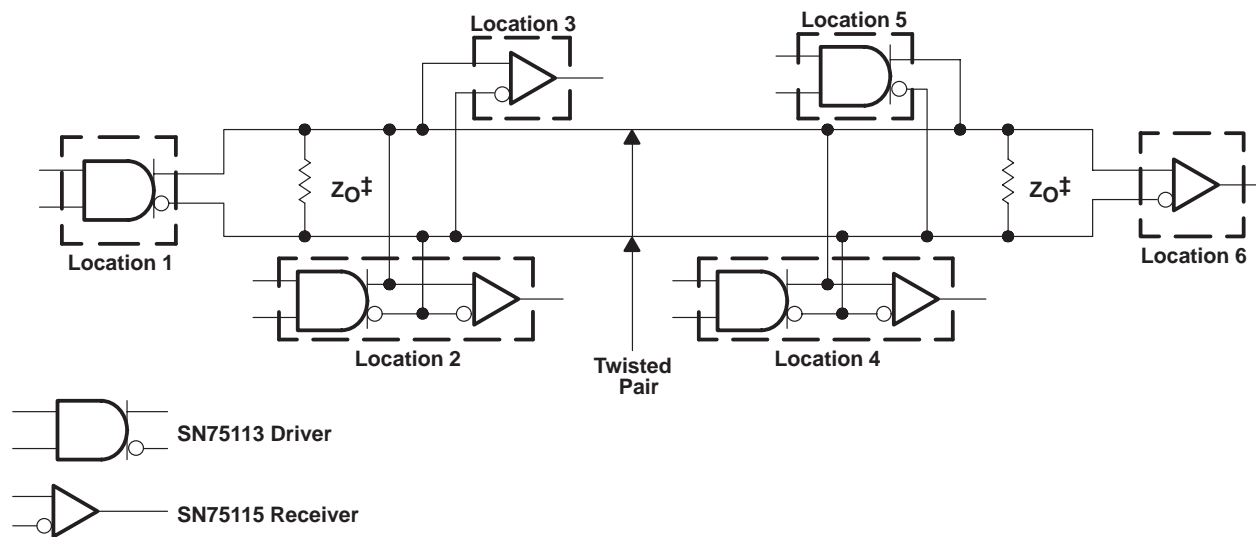 Location 3
Location 5
ZO‡
ZO‡
Location 1
Location 6
Location 2
Location 4
Twisted
Pair
SN75113 Driver
SN75115 Receiver